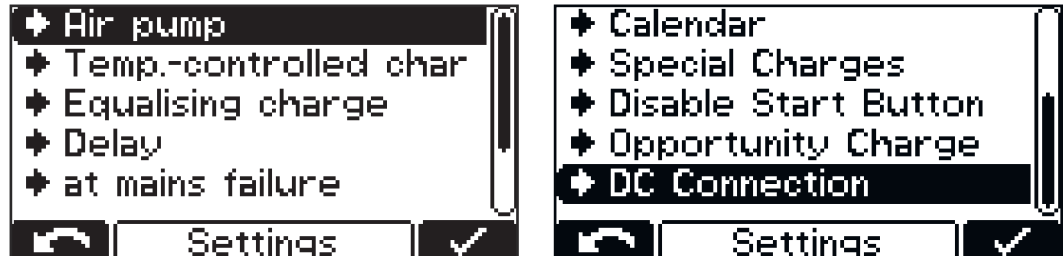 Air pump
Temp.-controlled char
Equalising charge
Delay
at mains failure
Settings
Calendar
Special Charges
Disable Start Button
Opportunity Charge
DC Connection
Settings